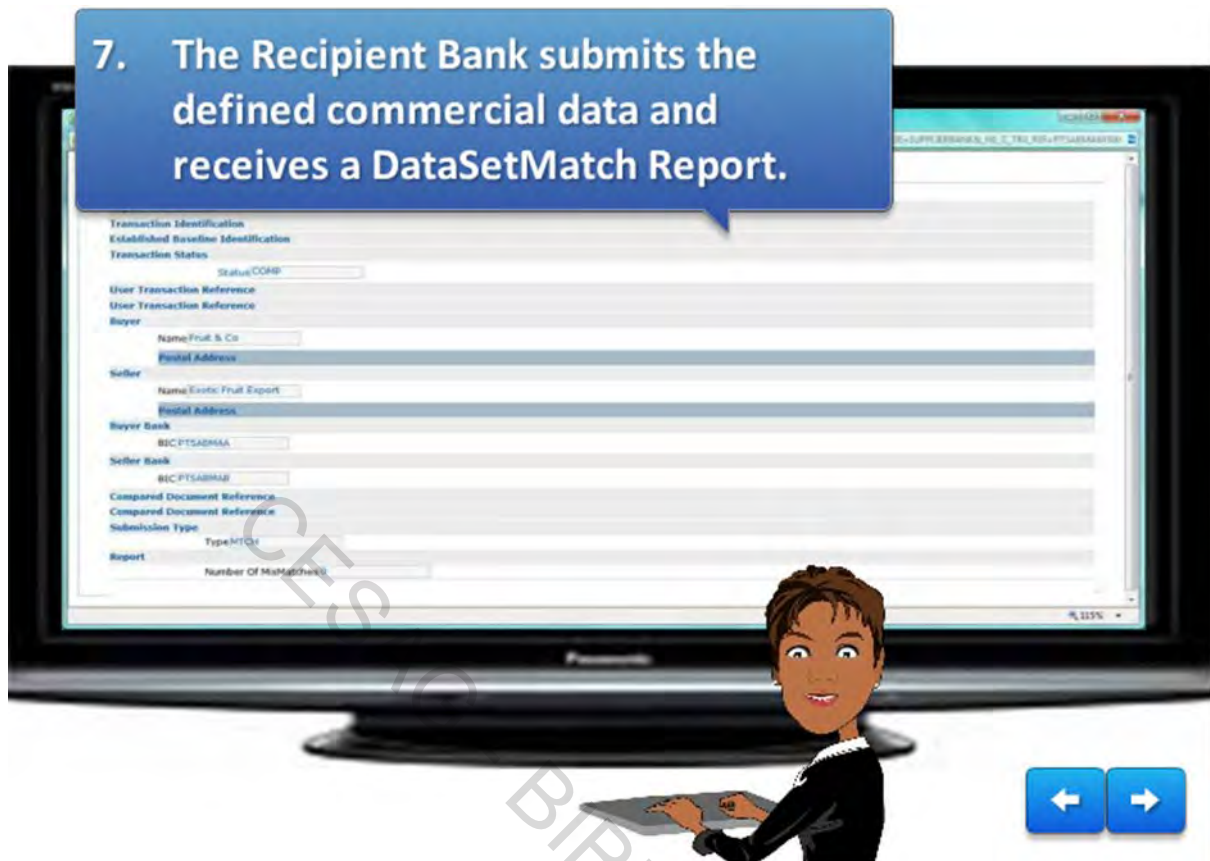 7. The Recipient Bank submits the
defined commercial data and
receives a DataSetMatch Report.
Transaction Identification
Established Baseline Identification
Transaction Status
Status COMP
User Transaction Reference
User Transaction Reference
Buyer
Name Fruit & Co
Postal Address
Seller
Name Exotic Fruit Export
Postal Address
Buyer Bank
BIC PTSABMAA
Seller Bank
BIC PTSABMAB
Compared Document Reference
Compared Document Reference
Submission Type
Type MTCH
Report
Number Of MisMatches 0
115%
Panasonic